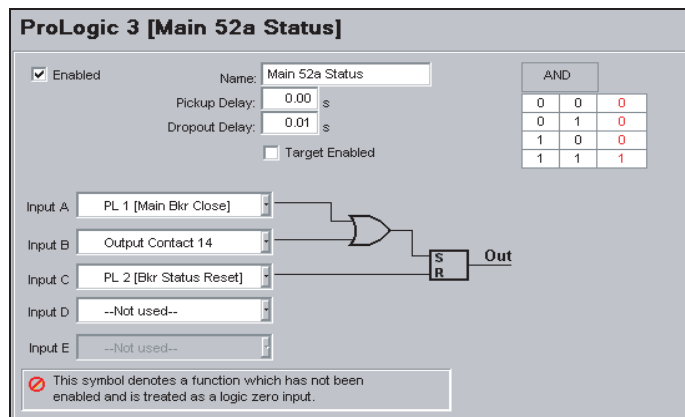 ProLogic 3 [Main 52a Status]
Enabled
Name: Main 52a Status
Pickup Delay: 0.00 s
Dropout Delay: 0.01 s
Target Enabled
AND
0 0 0
0 1 0
1 0 0
1 1 1
Input A PL 1 [Main Bkr Close]
Input B Output Contact 14
Input C PL 2 [Bkr Status Reset]
Input D --Not used--
Input E --Not used--
S
R
Out
This symbol denotes a function which has not been
enabled and is treated as a logic zero input.